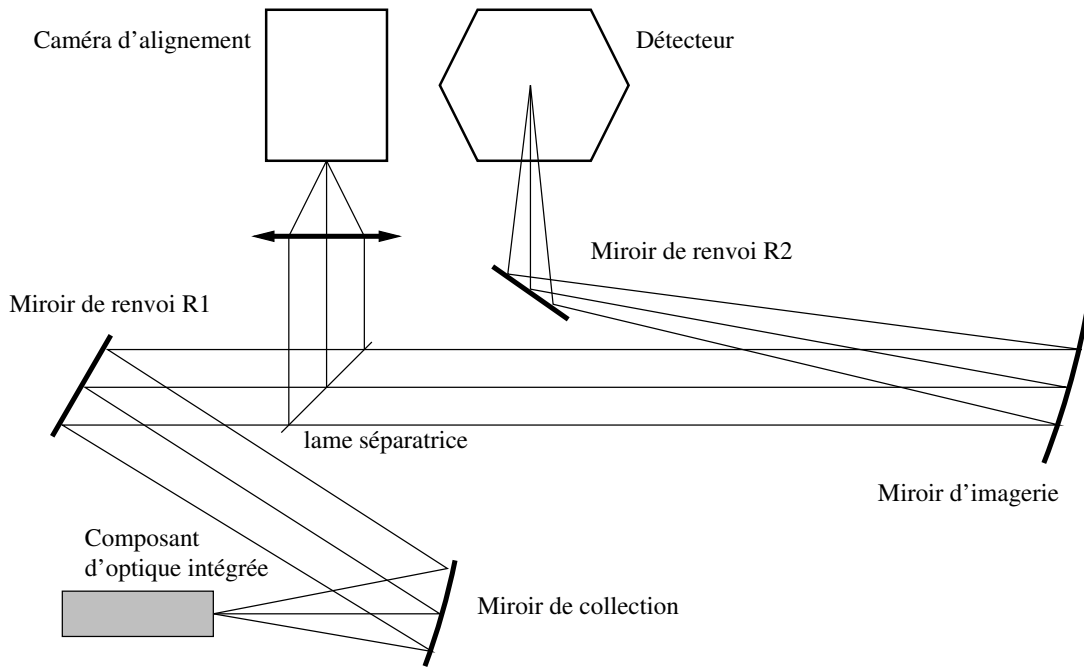 Caméra d'alignement
Détecteur
Miroir de renvoi R2
Miroir de renvoi R1
lame séparatrice
Miroir d'imagerie
Composant
d'optique intégrée
Miroir de collection